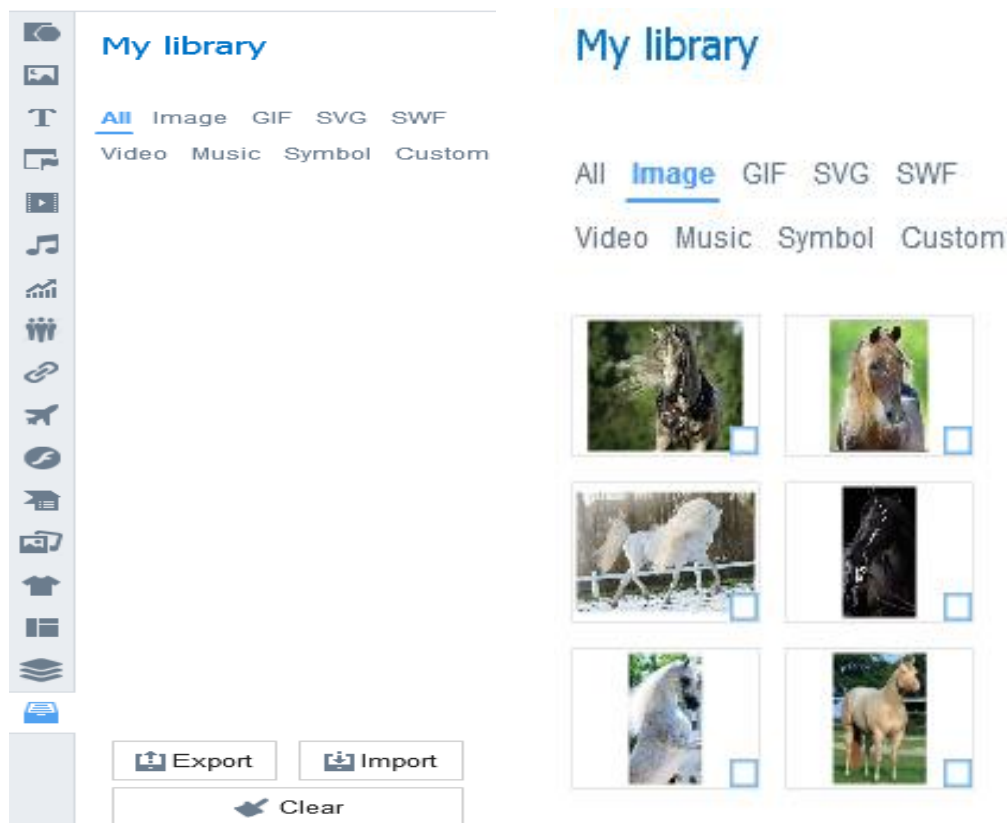 My library
All Image GIF SVG SWF
Video Music Symbol Custom
Export Import
Clear
My library
All Image GIF SVG SWF
Video Music Symbol Custom